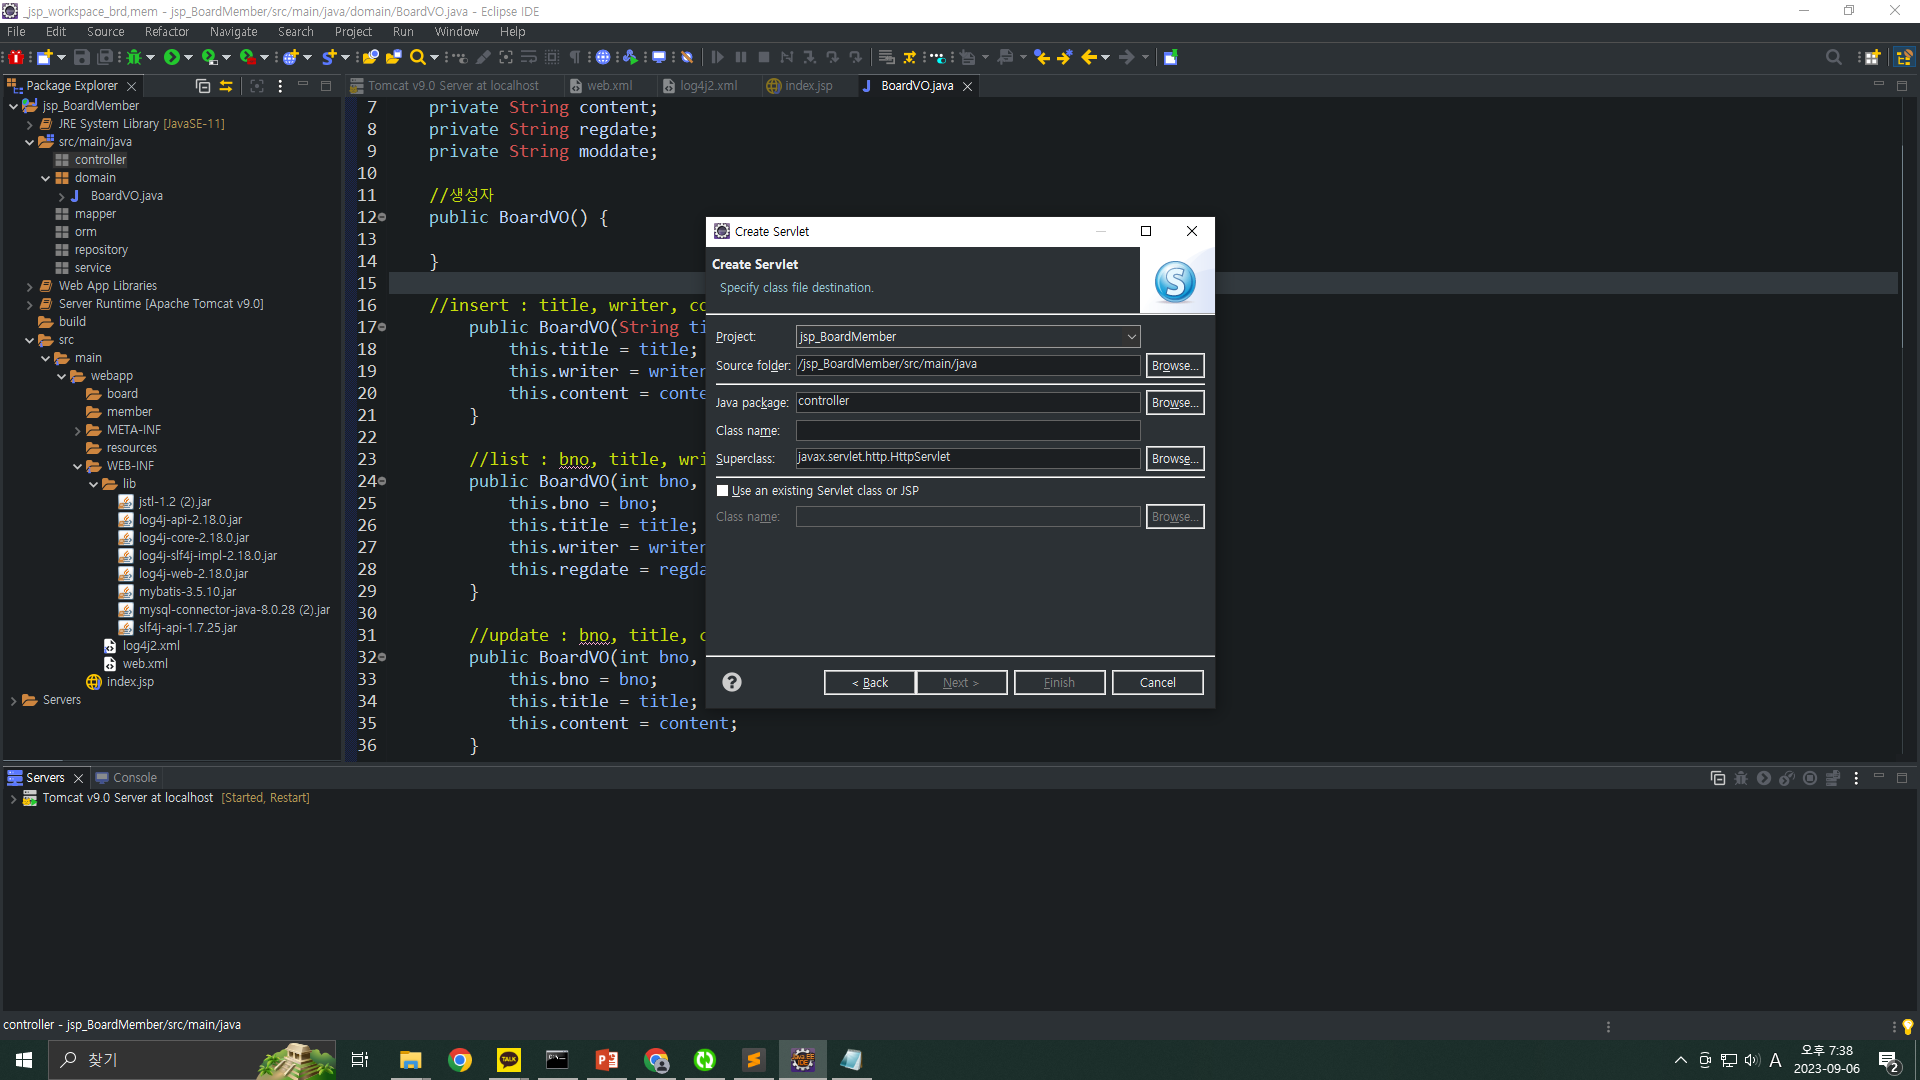 _jsp_workspace_brd,mem - jsp_BoardMember/src/main/java/domain/BoardVO.java - Eclipse IDE
File Edit Source Refactor Navigate Search Project Run Window Help
Package Explorer
Tomcat v9.0 Server at localhost web.xml log4j2.xml index.jsp BoardVO.java
jsp_BoardMember
JRE System Library [JavaSE-11]
src/main/java
controller
domain
BoardVO.java
mapper
orm
repository
service
Web App Libraries
Server Runtime [Apache Tomcat v9.0]
build
src
main
webapp
board
member
META-INF
resources
WEB-INF
lib
jstl-1.2 (2).jar
log4j-api-2.18.0.jar
log4j-core-2.18.0.jar
log4j-slf4j-impl-2.18.0.jar
log4j-web-2.18.0.jar
mybatis-3.5.10.jar
mysql-connector-java-8.0.28 (2).jar
slf4j-api-1.7.25.jar
log4j2.xml
web.xml
index.jsp
Servers
7 private String content;
8 private String regdate;
9 private String moddate;
10
11 //생성자
12 public BoardVO() {
13
14 }
15
16 //insert : title, writer, co
17 public BoardVO(String ti
18 this.title = title;
19 this.writer = writer
20 this.content = conte
21 }
22
23 //list : bno, title, wri
24 public BoardVO(int bno,
25 this.bno = bno;
26 this.title = title;
27 this.writer = writer
28 this.regdate = regda
29 }
30
31 //update : bno, title, c
32 public BoardVO(int bno,
33 this.bno = bno;
34 this.title = title;
35 this.content = content;
36 }
Create Servlet
Create Servlet
Specify class file destination.
S
Project: jsp_BoardMember
Source folder: /jsp_BoardMember/src/main/java Browse...
Java package: controller Browse...
Class name:
Superclass: javax.servlet.http.HttpServlet Browse...
Use an existing Servlet class or JSP
Class name: Browse...
? < Back Next > Finish Cancel
Servers Console
Tomcat v9.0 Server at localhost [Started, Restart]
controller - jsp_BoardMember/src/main/java
찾기
TALK
A
오후 7:38
2023-09-06
2